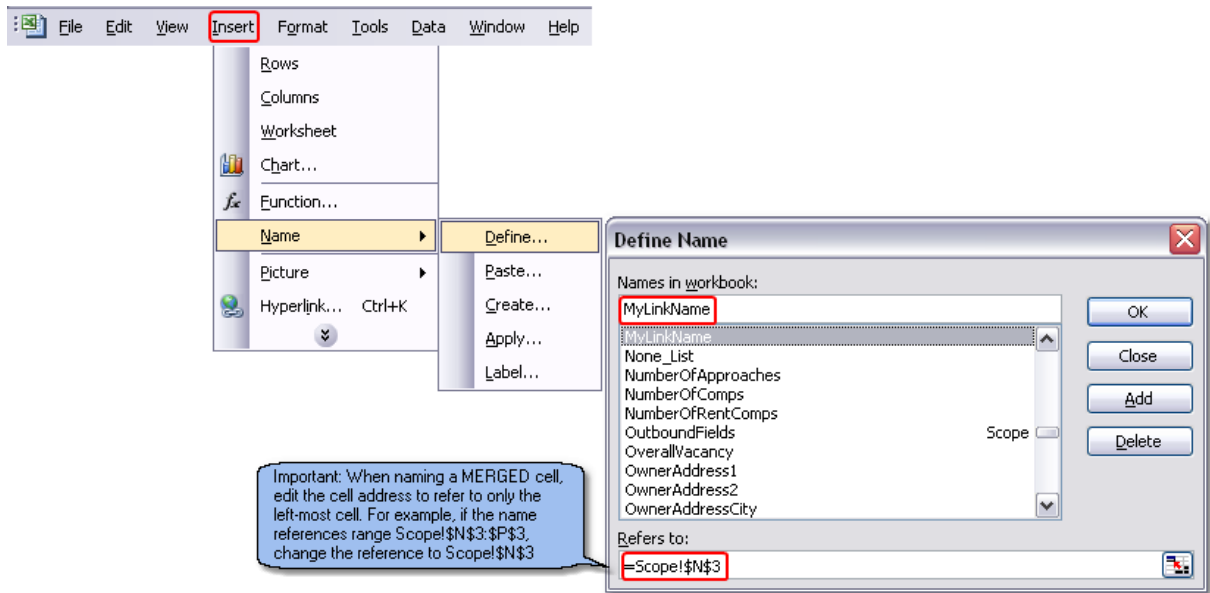 File Edit View Insert Format Tools Data Window Help
Rows
Columns
Worksheet
Chart...
fx Function...
Name
Picture
Hyperlink... Ctrl+K
Define...
Paste...
Create...
Apply...
Label...
Define Name
Names in workbook:
MyLinkName
MyLinkName
None_List
NumberOfApproaches
NumberOfComps
NumberOfRentComps
OutboundFields Scope
OverallVacancy
OwnerAddress1
OwnerAddress2
OwnerAddressCity
OK
Close
Add
Delete
Refers to:
=Scope!$N$3
Important: When naming a MERGED cell,
edit the cell address to refer to only the
left-most cell. For example, if the name
references range Scope!$N$3:$P$3,
change the reference to Scope!$N$3